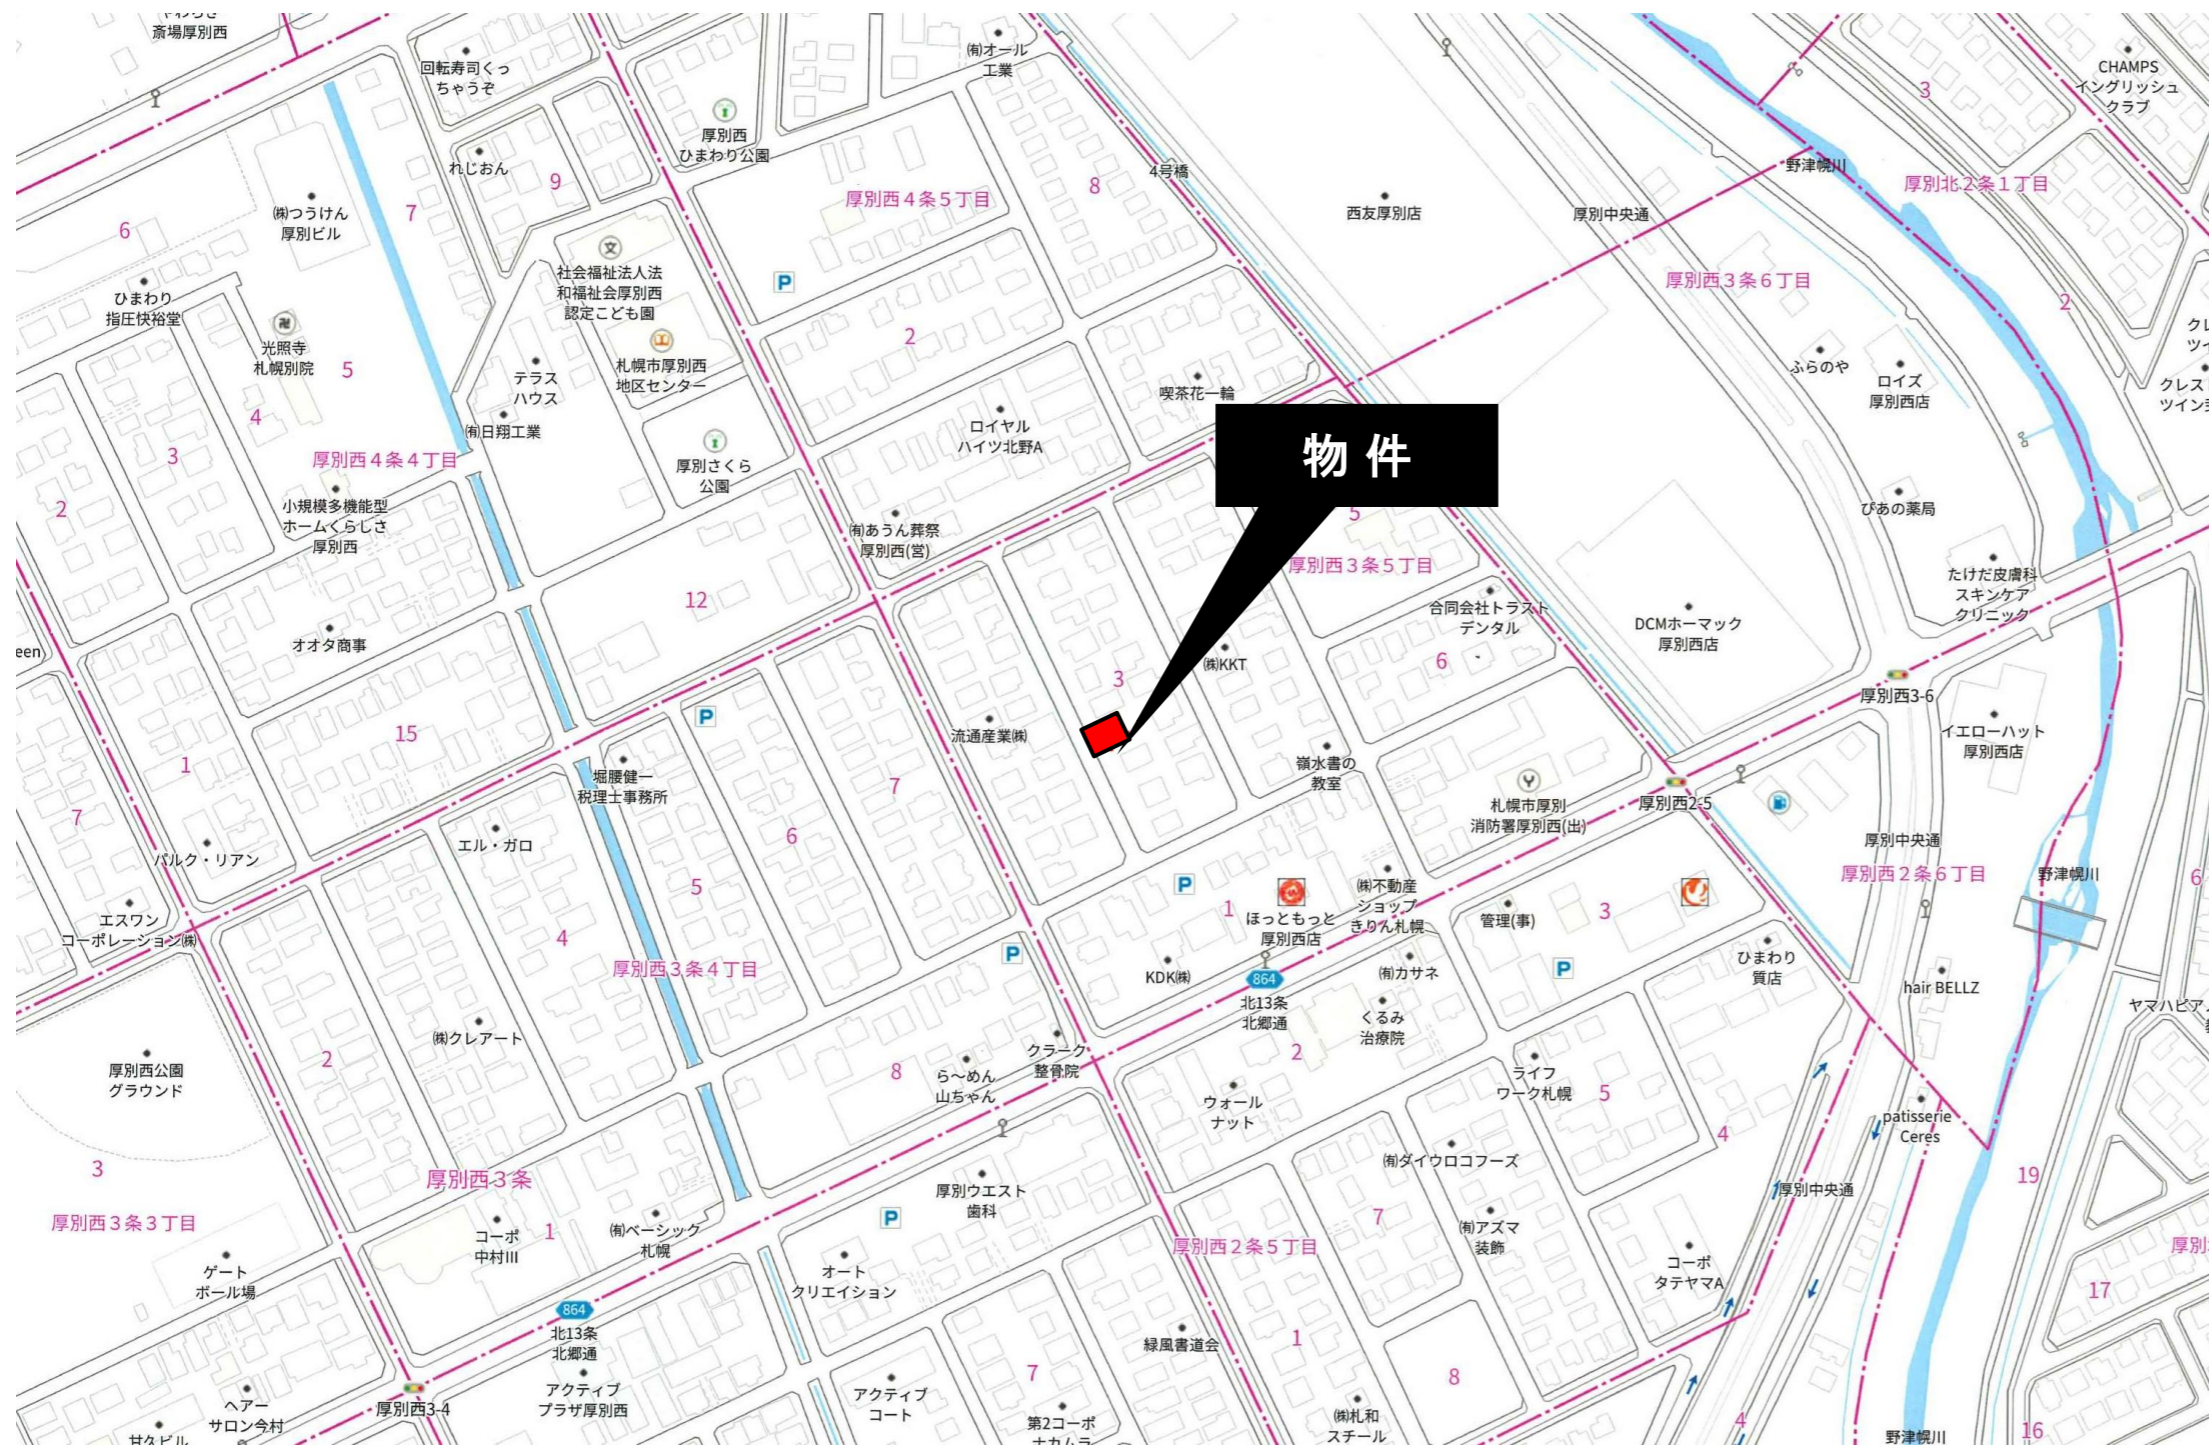 斎場厚別西
回転寿司くっ
ちゃうぞ
㈲オール
工業
CHAMPS
イングリッシュ
クラブ
3
厚別西
ひまわり公園
れじおん
9
4号橋
野津幌川
厚別北2条1丁目
8
厚別西4条5丁目
西友厚別店
厚別中央通
㈱つうけん
厚別ビル
7
6
社会福祉法人法
和福祉会厚別西
認定こども園
P
厚別西3条6丁目
2
ひまわり
指圧快裕堂
卍
光照寺
札幌別院
5
文
札幌市厚別西
地区センター
2
テラス
ハウス
喫茶花一輪
ふらのや
ロイズ
厚別西店
4
㈲日翔工業
ロイヤル
ハイツ北野A
物件
3
厚別西4条4丁目
厚別さくら
公園
2
小規模多機能型
ホームくらしさ
厚別西
㈲あうん葬祭
厚別西(営)
5
ぴあの薬局
厚別西3条5丁目
たけだ皮膚科
スキンケア
クリニック
12
合同会社トラスト
デンタル
DCMホーマック
厚別西店
オオタ商事
een
㈱KKT
6
3
厚別西3-6
P
15
流通産業㈱
イエローハット
厚別西店
1
堀腰健一
税理士事務所
嶺水書の
教室
7
7
札幌市厚別
消防署厚別西(出)
厚別西2-5
6
エル・ガロ
パルク・リアン
厚別中央通
5
P
厚別西2条6丁目
野津幌川
6
㈱不動産
ショップ
きりん札幌
エスワン
コーポレーション㈱
1
ほっともっと
厚別西店
管理(事)
3
4
P
厚別西3条4丁目
KDK㈱
864
北13条
北郷通
㈲カサネ
P
ひまわり
質店
hair BELLZ
㈱クレアート
くるみ
治療院
厚別西公園
グラウンド
2
クラーク
整骨院
2
8
ら～めん
山ちゃん
ライフ
ワーク札幌
5
ウォール
ナット
patisserie
Ceres
4
3
厚別西3条
㈲ダイウロコフーズ
19
厚別ウエスト
歯科
厚別中央通
厚別西3条3丁目
コーポ
中村III
1
㈲ベーシック
札幌
P
7
㈲アズマ
装飾
厚別西2条5丁目
ゲート
ボール場
オート
クリエイション
コーポ
タテヤマA
17
864
北13条
北郷通
緑風書道会
1
アクティブ
プラザ厚別西
7
8
厚別西3-4
ヘアー
サロン今村
アクティブ
コート
第2コーポ
㈱札和
スチール
4
16
甘久ビル
野津幌川